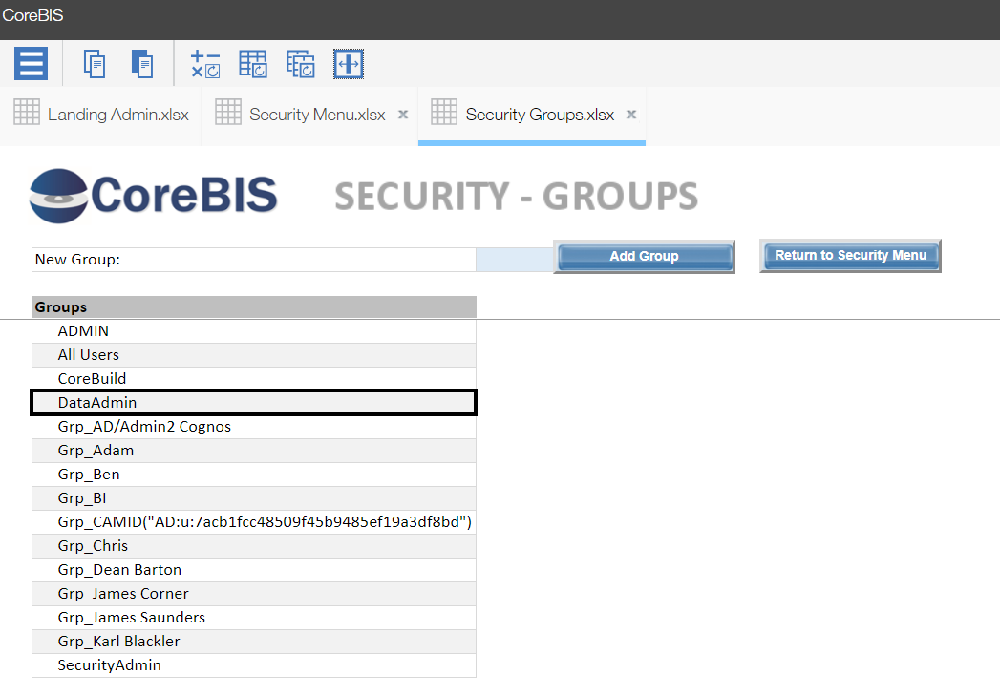 CoreBIS
Landing Admin.xlsx Security Menu.xlsx x Security Groups.xlsx x
CoreBIS SECURITY - GROUPS
New Group: Add Group Return to Security Menu
Groups
ADMIN
All Users
CoreBuild
DataAdmin
Grp_AD/Admin2 Cognos
Grp_Adam
Grp_Ben
Grp_BI
Grp_CAMID("AD:u:7acb1fcc48509f45b9485ef19a3df8bd")
Grp_Chris
Grp_Dean Barton
Grp_James Corner
Grp_James Saunders
Grp_Karl Blackler
SecurityAdmin